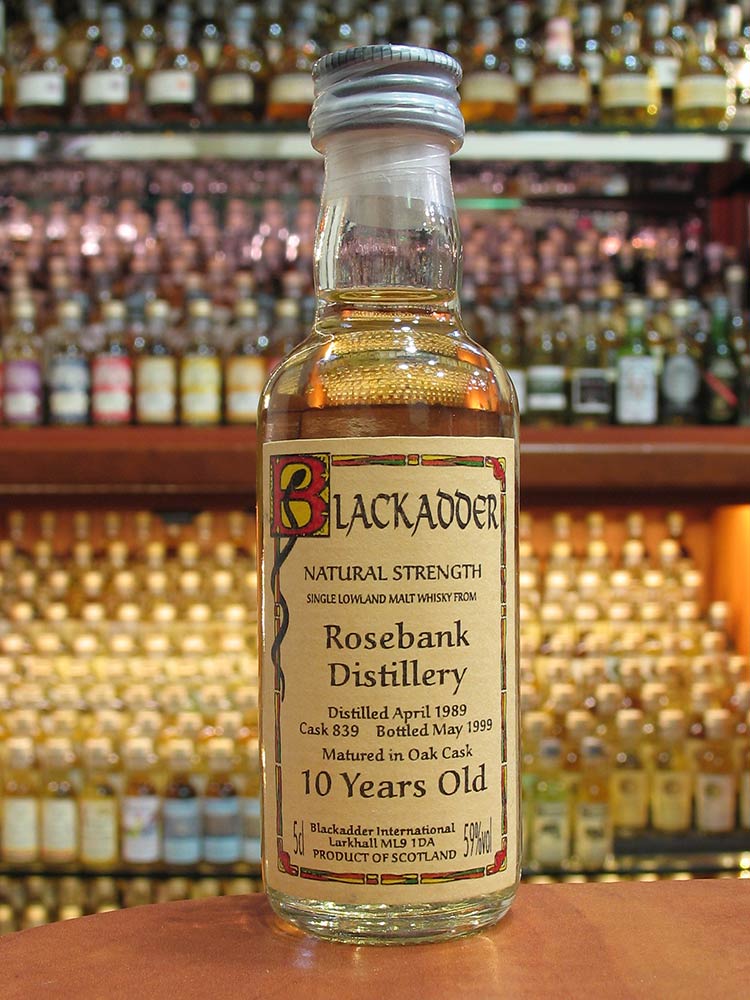 BLACKADDER
NATURAL STRENGTH
SINGLE LOWLAND MALT WHISKY FROM
Rosebank
Distillery
Distilled April 1989
Cask 839 Bottled May 1999
Matured in Oak Cask
10 Years Old
5cl
Blackadder International
Larkhall ML9 1DA
PRODUCT OF SCOTLAND
59%vol